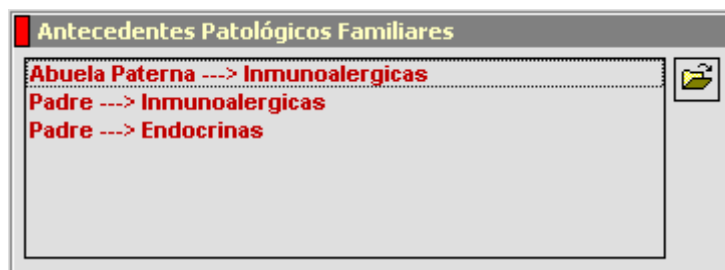 Antecedentes Patológicos Familiares
Abuela Paterna ---> Inmunoalergicas
Padre ---> Inmunoalergicas
Padre ---> Endocrinas